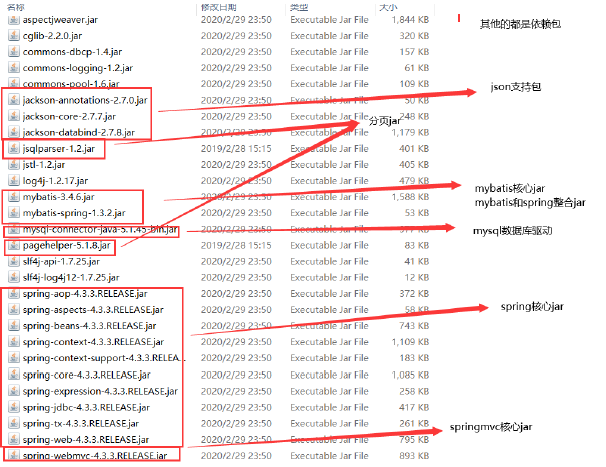 名称 修改日期 类型 大小
aspectjweaver.jar 2020/2/29 23:50 Executable Jar File 1,844 KB
其他的都是依赖包
cglib-2.2.0.jar 2020/2/29 23:50 Executable Jar File 320 KB
commons-dbcp-1.4.jar 2020/2/29 23:50 Executable Jar File 157 KB
commons-logging-1.2.jar 2020/2/29 23:50 Executable Jar File 61 KB
commons-pool-1.6.jar 2020/2/29 23:50 Executable Jar File 109 KB
json支持包
jackson-annotations-2.7.0.jar 2020/2/29 23:50 Executable Jar File 50 KB
jackson-core-2.7.7.jar 2020/2/29 23:50 Executable Jar File 248 KB
分页jar
jackson-databind-2.7.8.jar 2020/2/29 23:50 Executable Jar File 1,179 KB
jsqlparser-1.2.jar 2019/2/28 15:15 Executable Jar File 401 KB
jstl-1.2.jar 2020/2/29 23:50 Executable Jar File 405 KB
log4j-1.2.17.jar 2020/2/29 23:50 Executable Jar File 479 KB
mybatis核心jar
mybatis-3.4.6.jar 2020/2/29 23:50 Executable Jar File 1,588 KB
mybatis和spring整合jar
mybatis-spring-1.3.2.jar 2020/2/29 23:50 Executable Jar File 53 KB
mysql-connector-java-5.1.45-bin.jar 2020/2/29 23:50 Executable Jar File KB
mysql数据库驱动
pagehelper-5.1.8.jar 2019/2/28 15:15 Executable Jar File 83 KB
slf4j-api-1.7.25.jar 2020/2/29 23:50 Executable Jar File 41 KB
slf4j-log4j12-1.7.25.jar 2020/2/29 23:50 Executable Jar File 12 KB
spring-aop-4.3.3.RELEASE.jar 2020/2/29 23:50 Executable Jar File 372 KB
spring核心jar
spring-aspects-4.3.3.RELEASE.jar 2020/2/29 23:50 Executable Jar File 58 KB
spring-beans-4.3.3.RELEASE.jar 2020/2/29 23:50 Executable Jar File 743 KB
spring-context-4.3.3.RELEASE.jar 2020/2/29 23:50 Executable Jar File 1,109 KB
spring-context-support-4.3.3.RELEA... 2020/2/29 23:50 Executable Jar File 183 KB
spring-core-4.3.3.RELEASE.jar 2020/2/29 23:50 Executable Jar File 1,085 KB
spring-expression-4.3.3.RELEASE.jar 2020/2/29 23:50 Executable Jar File 258 KB
spring-jdbc-4.3.3.RELEASE.jar 2020/2/29 23:50 Executable Jar File 417 KB
spring-tx-4.3.3.RELEASE.jar 2020/2/29 23:50 Executable Jar File 261 KB
springmvc核心jar
spring-web-4.3.3.RELEASE.jar 2020/2/29 23:50 Executable Jar File 795 KB
spring-webmvc-4.3.3.RELEASE.jar 2020/2/29 23:50 Executable Jar File 893 KB